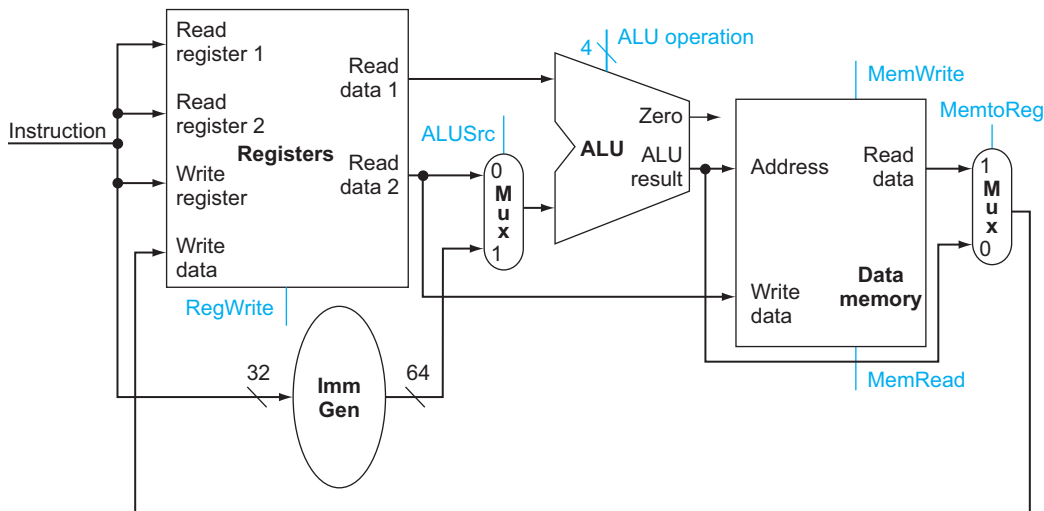 Instruction
Read
register 1
Read
register 2
Write
register
Write
data
Registers
Read
data 1
Read
data 2
RegWrite
32
Imm
Gen
64
ALUSrc
0
M
u
x
1
4
ALU operation
Zero
ALU
ALU
result
MemWrite
Address
Read
data
Write
data
Data
memory
MemRead
MemtoReg
1
M
u
x
0